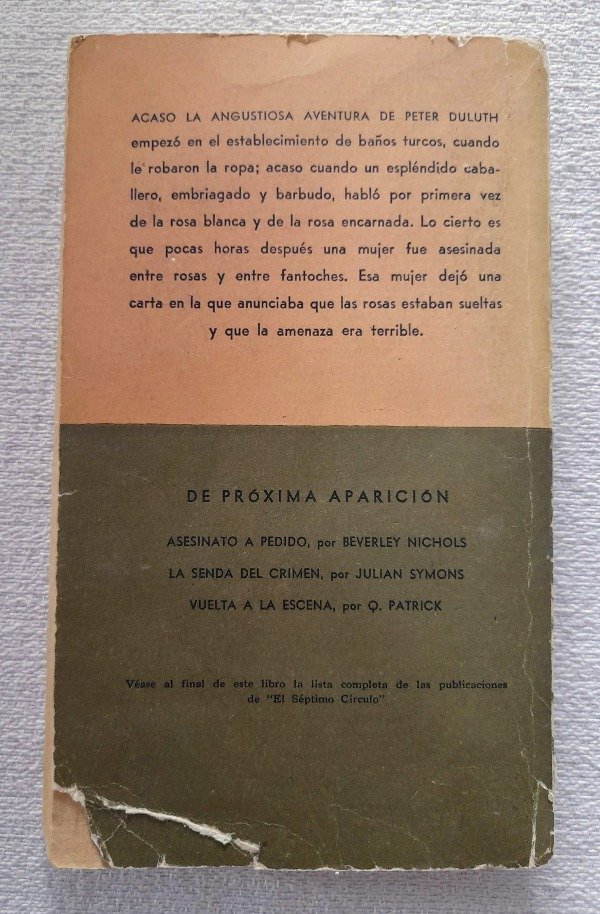 ACASO LA ANGUSTIOSA AVENTURA DE PETER DULUTH
empezó en el establecimiento de baños turcos, cuando
le robaron la ropa; acaso cuando un espléndido caba-
llero, embriagado y barbudo, habló por primera vez
de la rosa blanca y de la rosa encarnada. Lo cierto es
que pocas horas después una mujer fue asesinada
entre rosas y entre fantoches. Esa mujer dejó una
carta en la que anunciaba que las rosas estaban sueltas
y que la amenaza era terrible.
DE PRÓXIMA APARICIÓN
ASESINATO A PEDIDO, por BEVERLEY NICHOLS
LA SENDA DEL CRIMEN, por JULIAN SYMONS
VUELTA A LA ESCENA, por Q. PATRICK
Véase al final de este libro la lista completa de las publicaciones
de "El Séptimo Círculo"